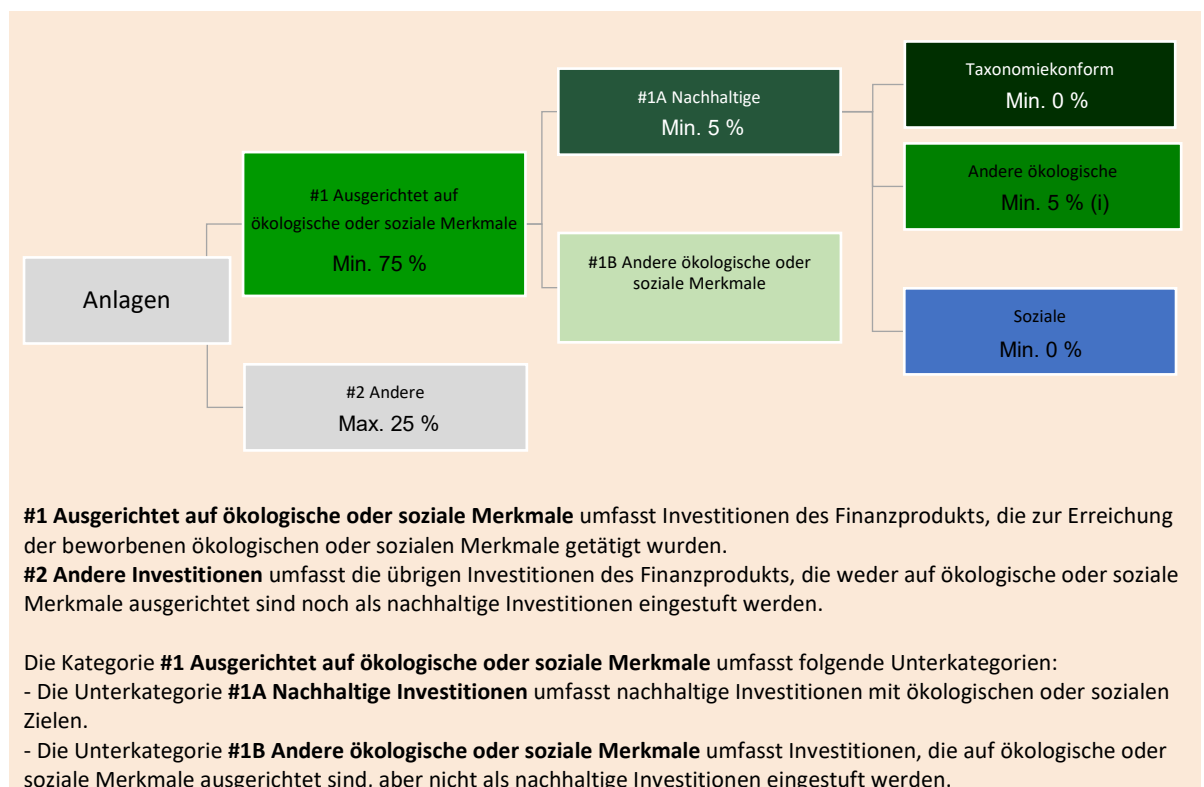 Taxonomiekonform
Min. 0 %
#1A Nachhaltige
Min. 5 %
Andere ökologische
Min. 5 % (i)
#1 Ausgerichtet auf
ökologische oder soziale Merkmale
Min. 75 %
#1B Andere ökologische oder
soziale Merkmale
Anlagen
Soziale
Min. 0 %
#2 Andere
Max. 25 %
#1 Ausgerichtet auf ökologische oder soziale Merkmale umfasst Investitionen des Finanzprodukts, die zur Erreichung
der beworbenen ökologischen oder sozialen Merkmale getätigt wurden.
#2 Andere Investitionen umfasst die übrigen Investitionen des Finanzprodukts, die weder auf ökologische oder soziale
Merkmale ausgerichtet sind noch als nachhaltige Investitionen eingestuft werden.
Die Kategorie #1 Ausgerichtet auf ökologische oder soziale Merkmale umfasst folgende Unterkategorien:
- Die Unterkategorie #1A Nachhaltige Investitionen umfasst nachhaltige Investitionen mit ökologischen oder sozialen
Zielen.
- Die Unterkategorie #1B Andere ökologische oder soziale Merkmale umfasst Investitionen, die auf ökologische oder
soziale Merkmale ausgerichtet sind, aber nicht als nachhaltige Investitionen eingestuft werden.